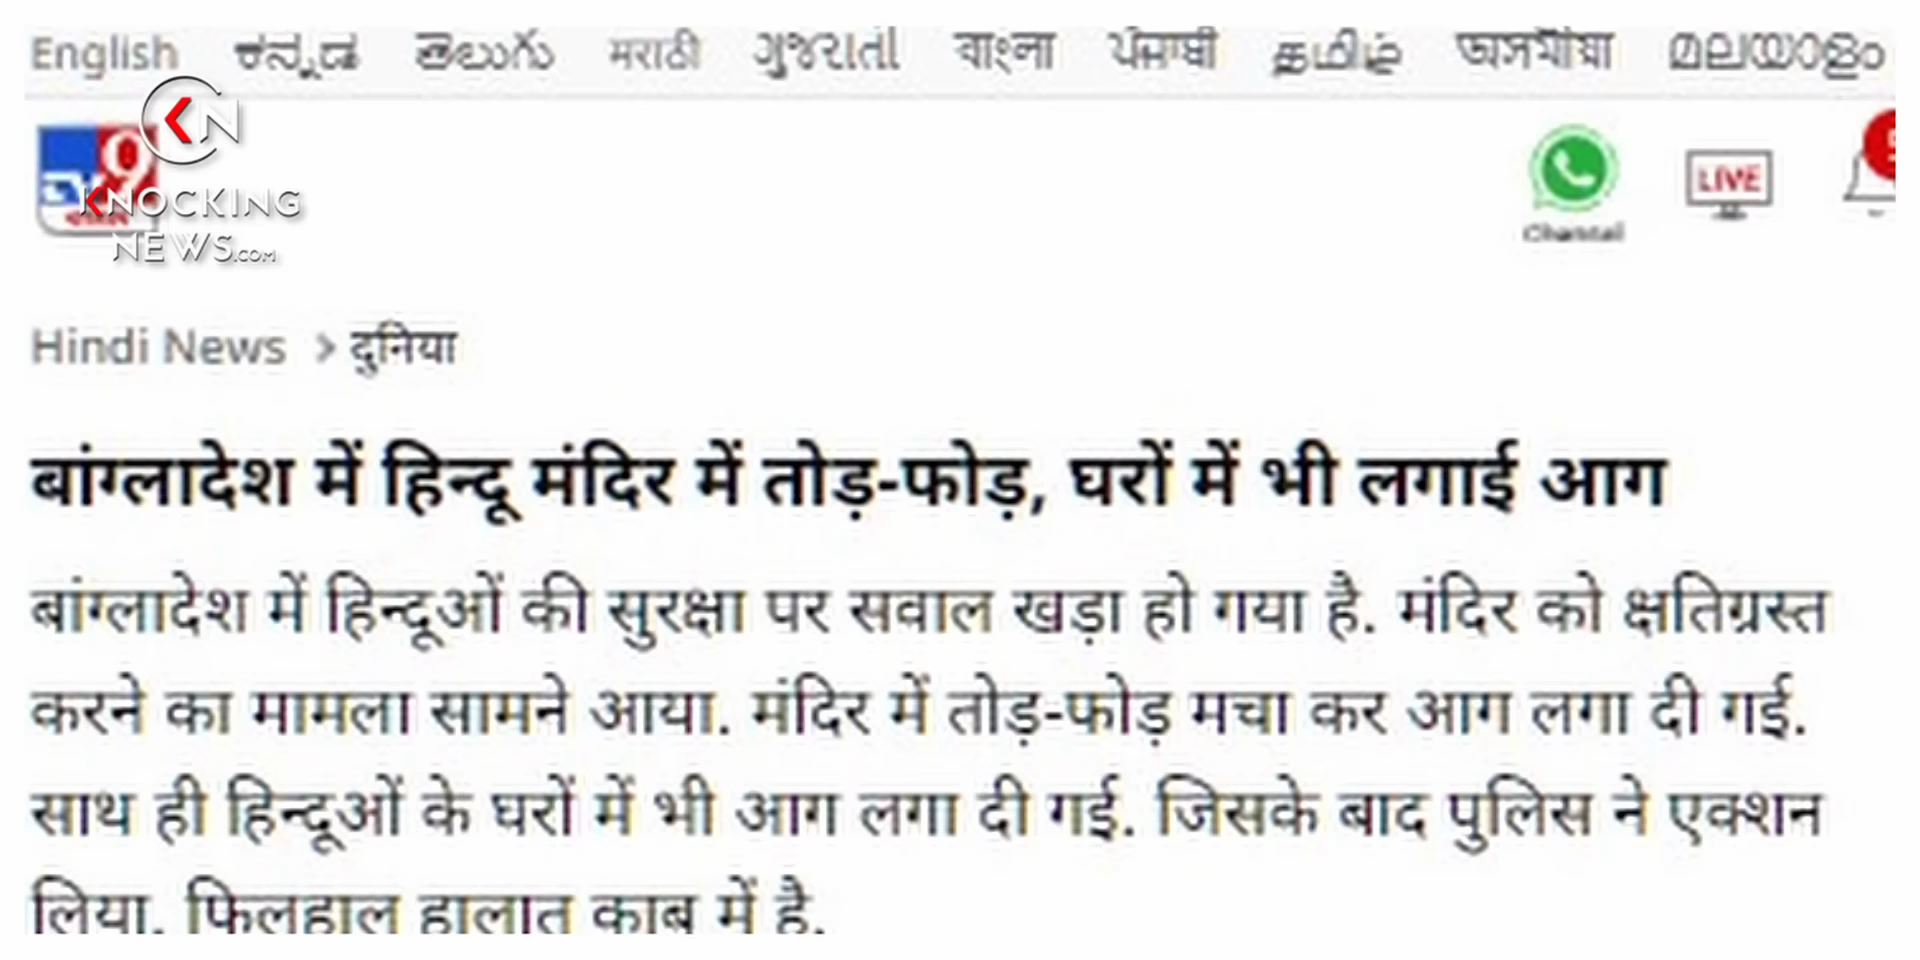 English ಕನ್ನಡ తెలుగు मराठी ગુજરાતી বাংলা ਪੰਜਾਬੀ தமிழ் অসমীয়া മലയാളം
KN
9
KNOCKING
NEWS.COM
Channel
LIVE
Hindi News > दुनिया
बांग्लादेश में हिन्दू मंदिर में तोड़-फोड़, घरों में भी लगाई आग
बांग्लादेश में हिन्दूओं की सुरक्षा पर सवाल खड़ा हो गया है. मंदिर को क्षतिग्रस्त
करने का मामला सामने आया. मंदिर में तोड़-फोड़ मचा कर आग लगा दी गई.
साथ ही हिन्दूओं के घरों में भी आग लगा दी गई. जिसके बाद पुलिस ने एक्शन
लिया. फिलहाल हालात काबू में है.